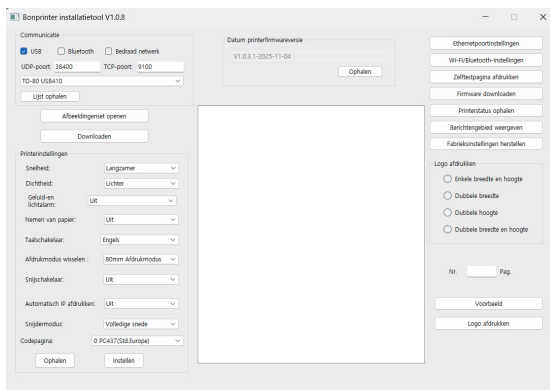 Bonprinter installatietool V1.0.8
Communicatie
USB
Bluetooth
Bedraad netwerk
UDP-poort: 38400 TCP-poort: 9100
TD-80 USB410
Lijst ophalen
Afbeeldingenset openen
Downloaden
Printerinstellingen
Snelheid: Langzamer
Dichtheid: Lichter
Geluid-en lichtalarm: Uit
Nemen van papier: Uit
Taalschakelaar: Engels
Afdrukmodus wisselen : 80mm Afdrukmodus
Snijschakelaar: Uit
Automatisch IP afdrukken: Uit
Snijdermodus: Volledige snede
Codepagina: 0 PC437(Std.Europe)
Ophalen
Instellen
Datum printerfirmwareversie
V1.0.3.1-2025-11-04
Ophalen
Ethernetpoortinstellingen
Wi-Fi/Bluetooth-instellingen
Zelftestpagina afdrukken
Firmware downloaden
Printerstatus ophalen
Berichtengebied weergeven
Fabrieksinstellingen herstellen
Logo afdrukken
Enkele breedte en hoogte
Dubbele breedte
Dubbele hoogte
Dubbele breedte en hoogte
Nr. Pag.
Voorbeeld
Logo afdrukken